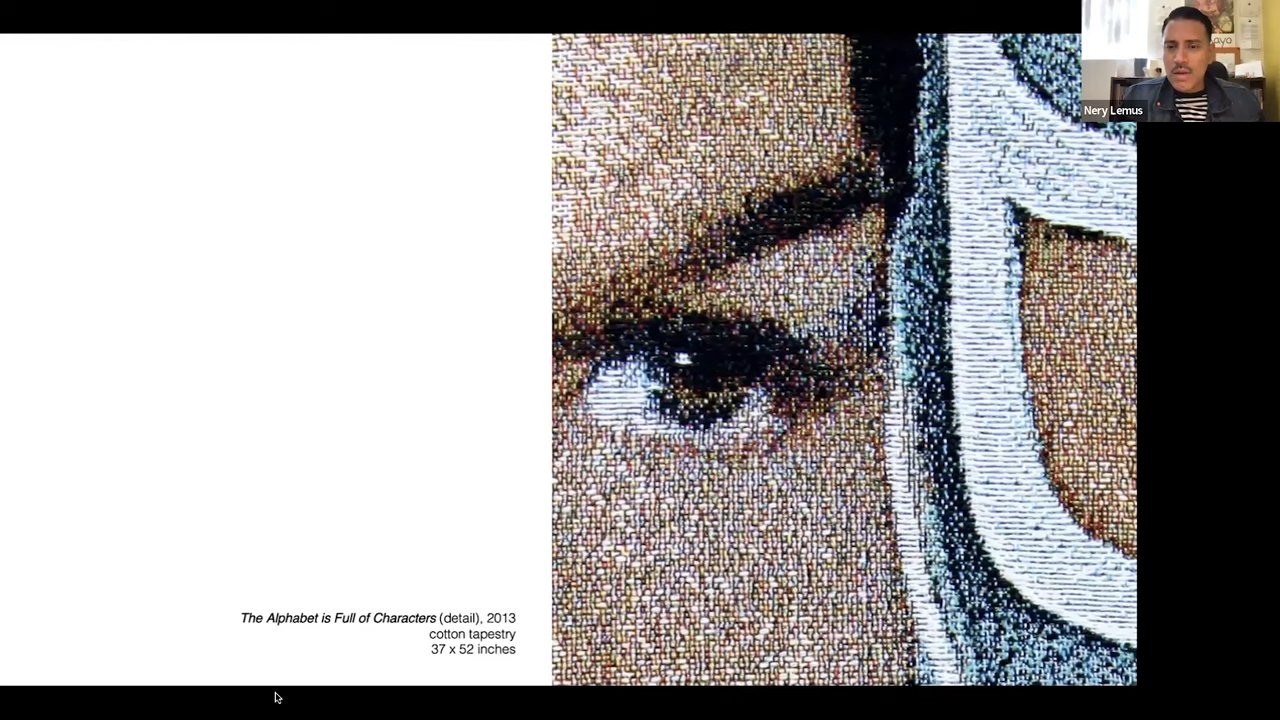 Nery Lemus
The Alphabet is Full of Characters (detail), 2013
cotton tapestry
37 x 52 inches